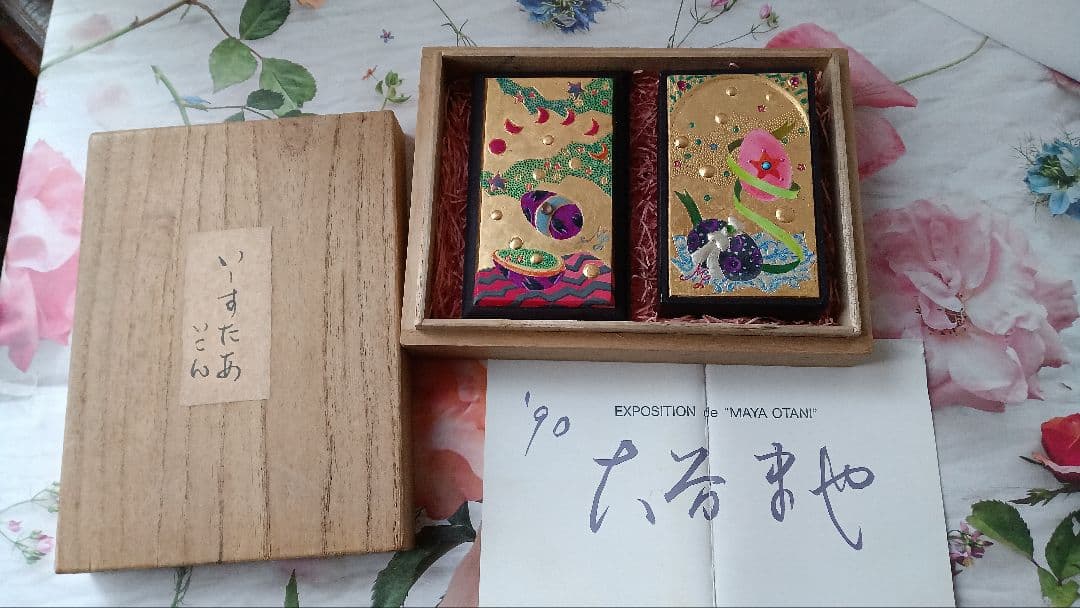 いーすたあ
いこん
'90
EXPOSITION de "MAYA OTANI"
大谷まや